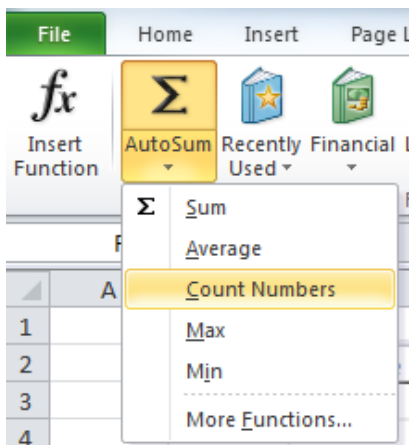 File Home Insert Page L
fx Σ
Insert AutoSum Recently Financial L
Function Used
Σ Sum
Average
A
Count Numbers
1 Max
2 Min
3
More Functions...
4